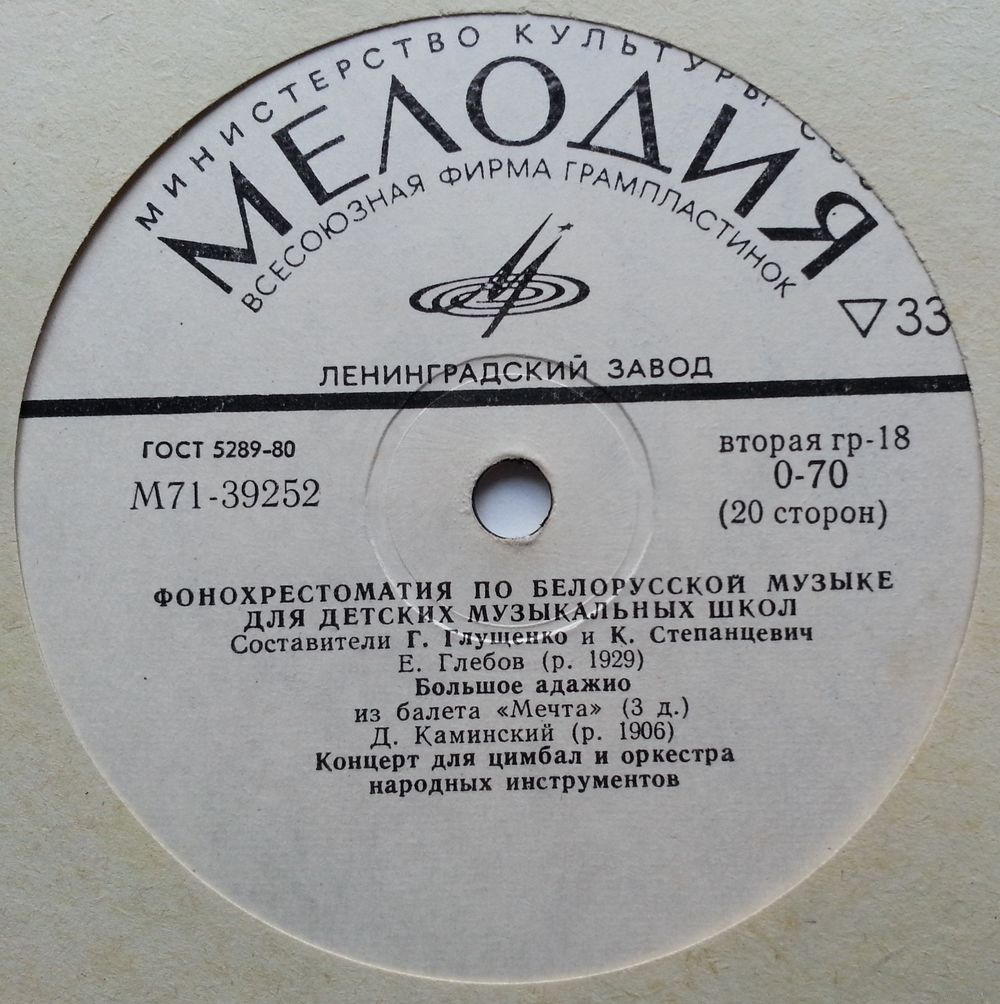 МИНИСТЕРСТВО КУЛЬТУРЫ
МЕЛОДИЯ
ВСЕСОЮЗНАЯ ФИРМА ГРАМПЛАСТИНОК
▽33
ЛЕНИНГРАДСКИЙ ЗАВОД
ГОСТ 5289-80
М71-39252
вторая гр-18
0-70
(20 сторон)
ФОНОХРЕСТОМАТИЯ ПО БЕЛОРУССКОЙ МУЗЫКЕ
ДЛЯ ДЕТСКИХ МУЗЫКАЛЬНЫХ ШКОЛ
Составители Г. Глущенко и К. Степанцевич
Е. Глебов (р. 1929)
Большое адажио
из балета «Мечта» (3 д.)
Д. Каминский (р. 1906)
Концерт для цимбал и оркестра
народных инструментов